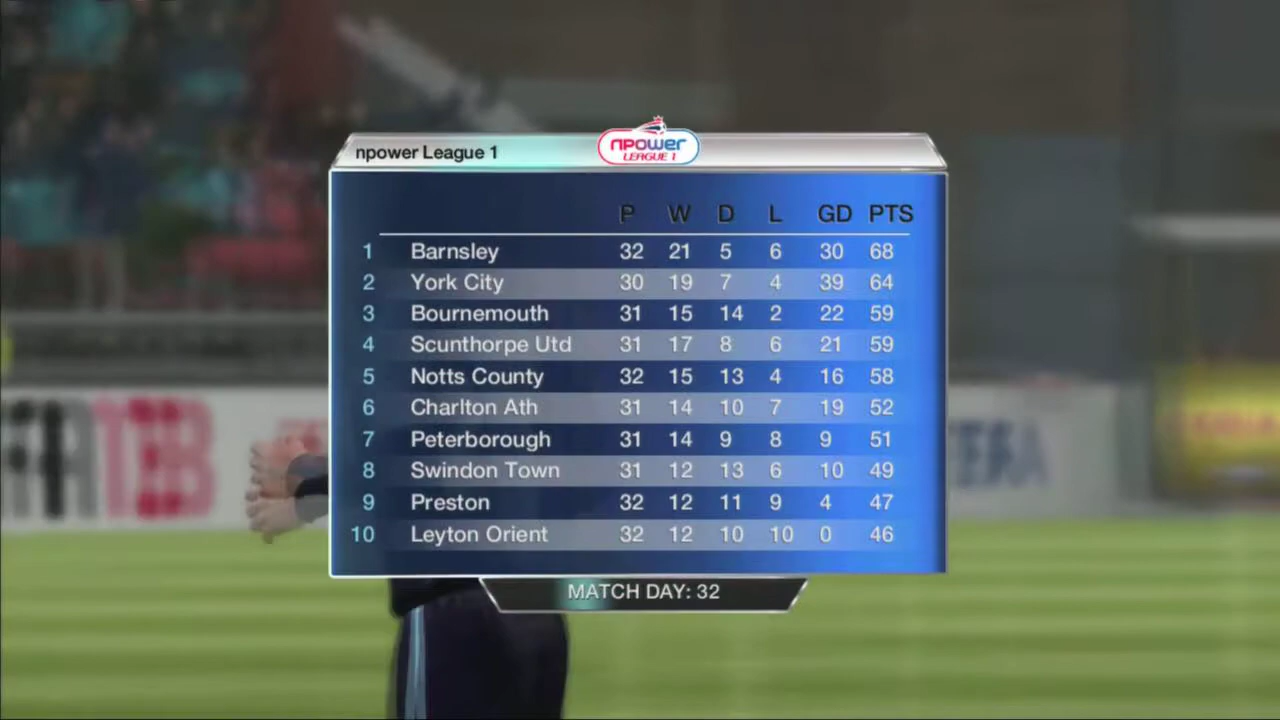 npower League 1
npower
LEAGUE 1
P W D L GD PTS
1 Barnsley 32 21 5 6 30 68
2 York City 30 19 7 4 39 64
3 Bournemouth 31 15 14 2 22 59
4 Scunthorpe Utd 31 17 8 6 21 59
5 Notts County 32 15 13 4 16 58
6 Charlton Ath 31 14 10 7 19 52
7 Peterborough 31 14 9 8 9 51
8 Swindon Town 31 12 13 6 10 49
9 Preston 32 12 11 9 4 47
10 Leyton Orient 32 12 10 10 0 46
MATCH DAY: 32